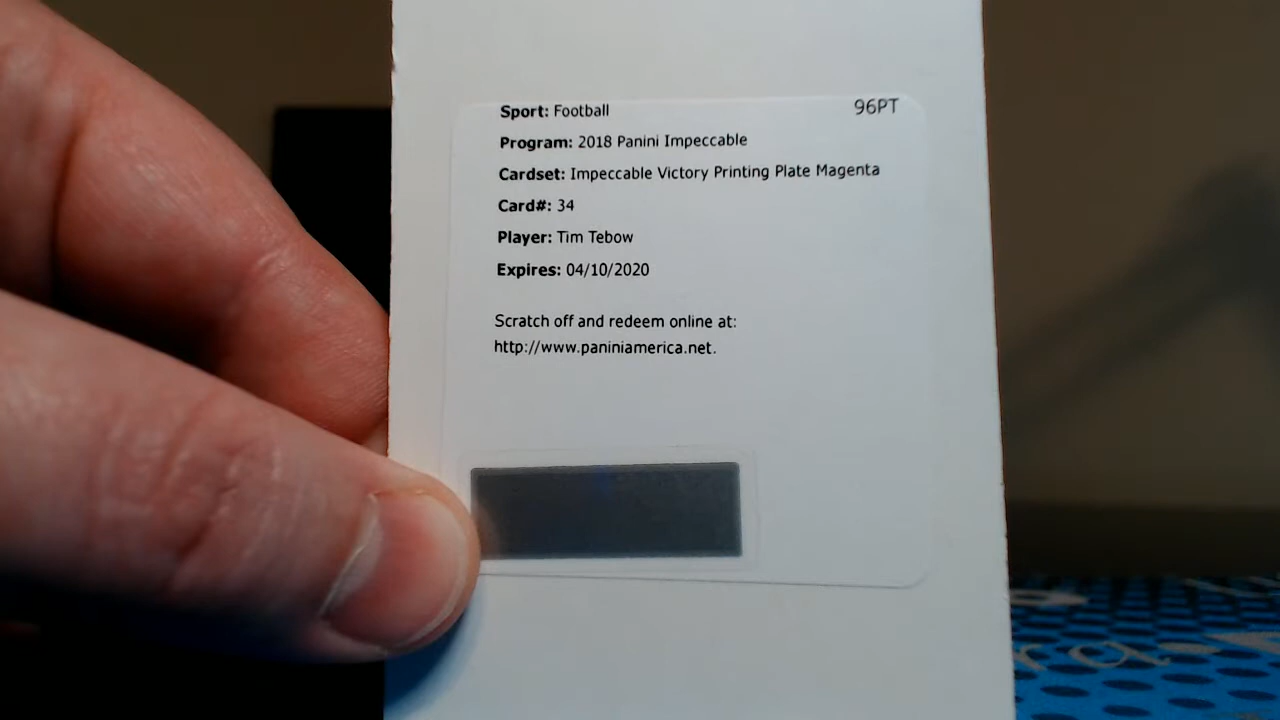 Sport: Football 96PT
Program: 2018 Panini Impeccable
Cardset: Impeccable Victory Printing Plate Magenta
Card#: 34
Player: Tim Tebow
Expires: 04/10/2020
Scratch off and redeem online at:
http://www.paniniamerica.net.